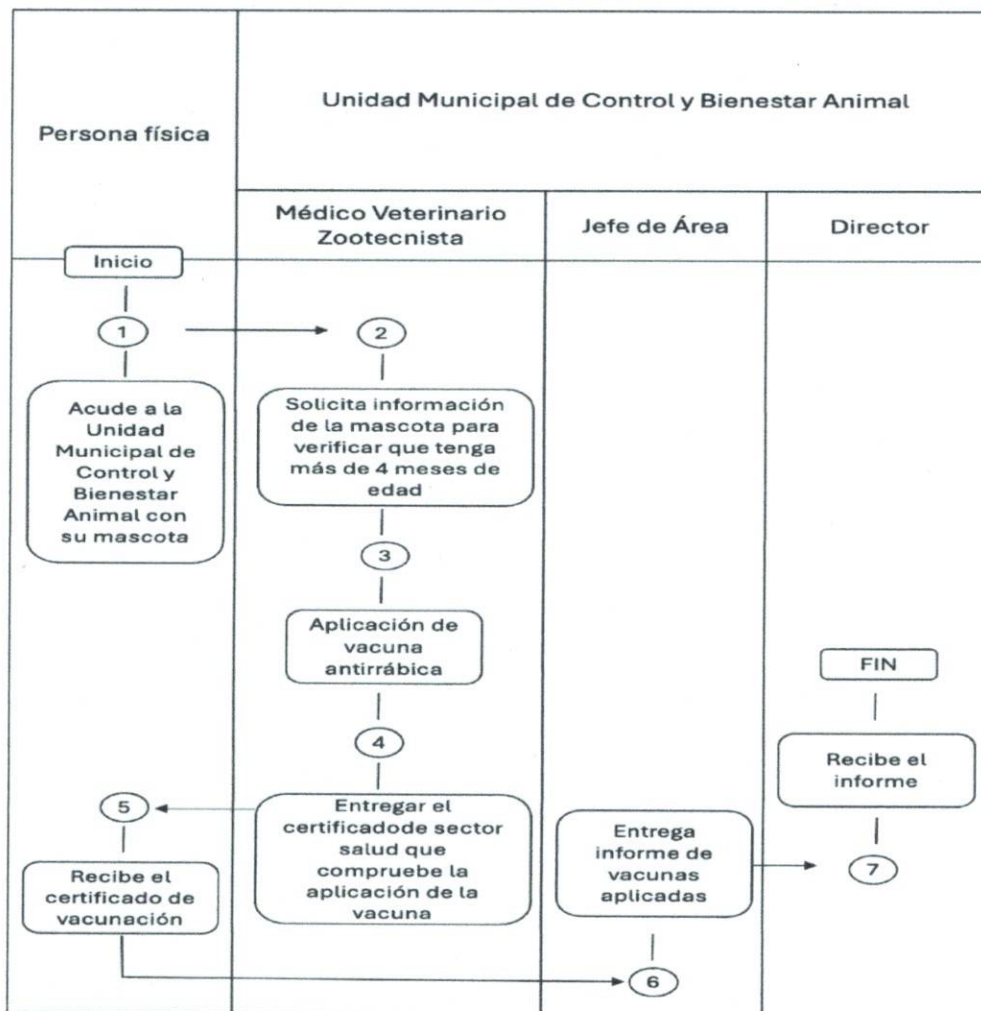 Persona física
Unidad Municipal de Control y Bienestar Animal
Médico Veterinario
Zootecnista
Jefe de Área
Director
Inicio
1
2
Acude a la
Unidad
Municipal de
Control y
Bienestar
Animal con
su mascota
Solicita información
de la mascota para
verificar que tenga
más de 4 meses de
edad
3
Aplicación de
vacuna
antirrábica
4
Entregar el
certificadode sector
salud que
compruebe la
aplicación de la
vacuna
5
Recibe el
certificado de
vacunación
Entrega
informe de
vacunas
aplicadas
6
FIN
Recibe el
informe
7